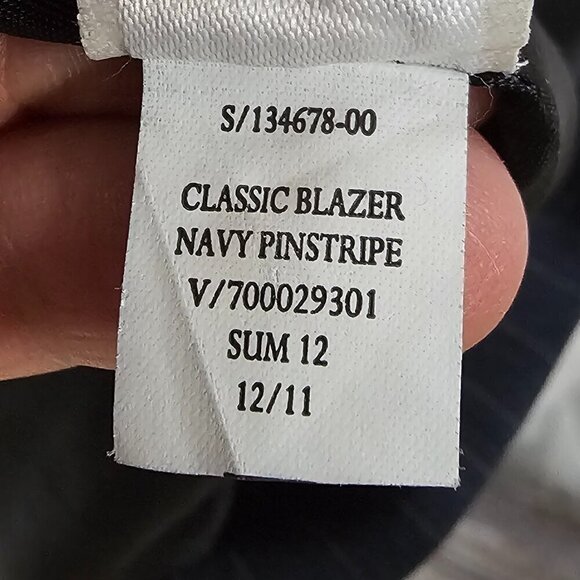 S/134678-00
CLASSIC BLAZER
NAVY PINSTRIPE
V/700029301
SUM 12
12/11